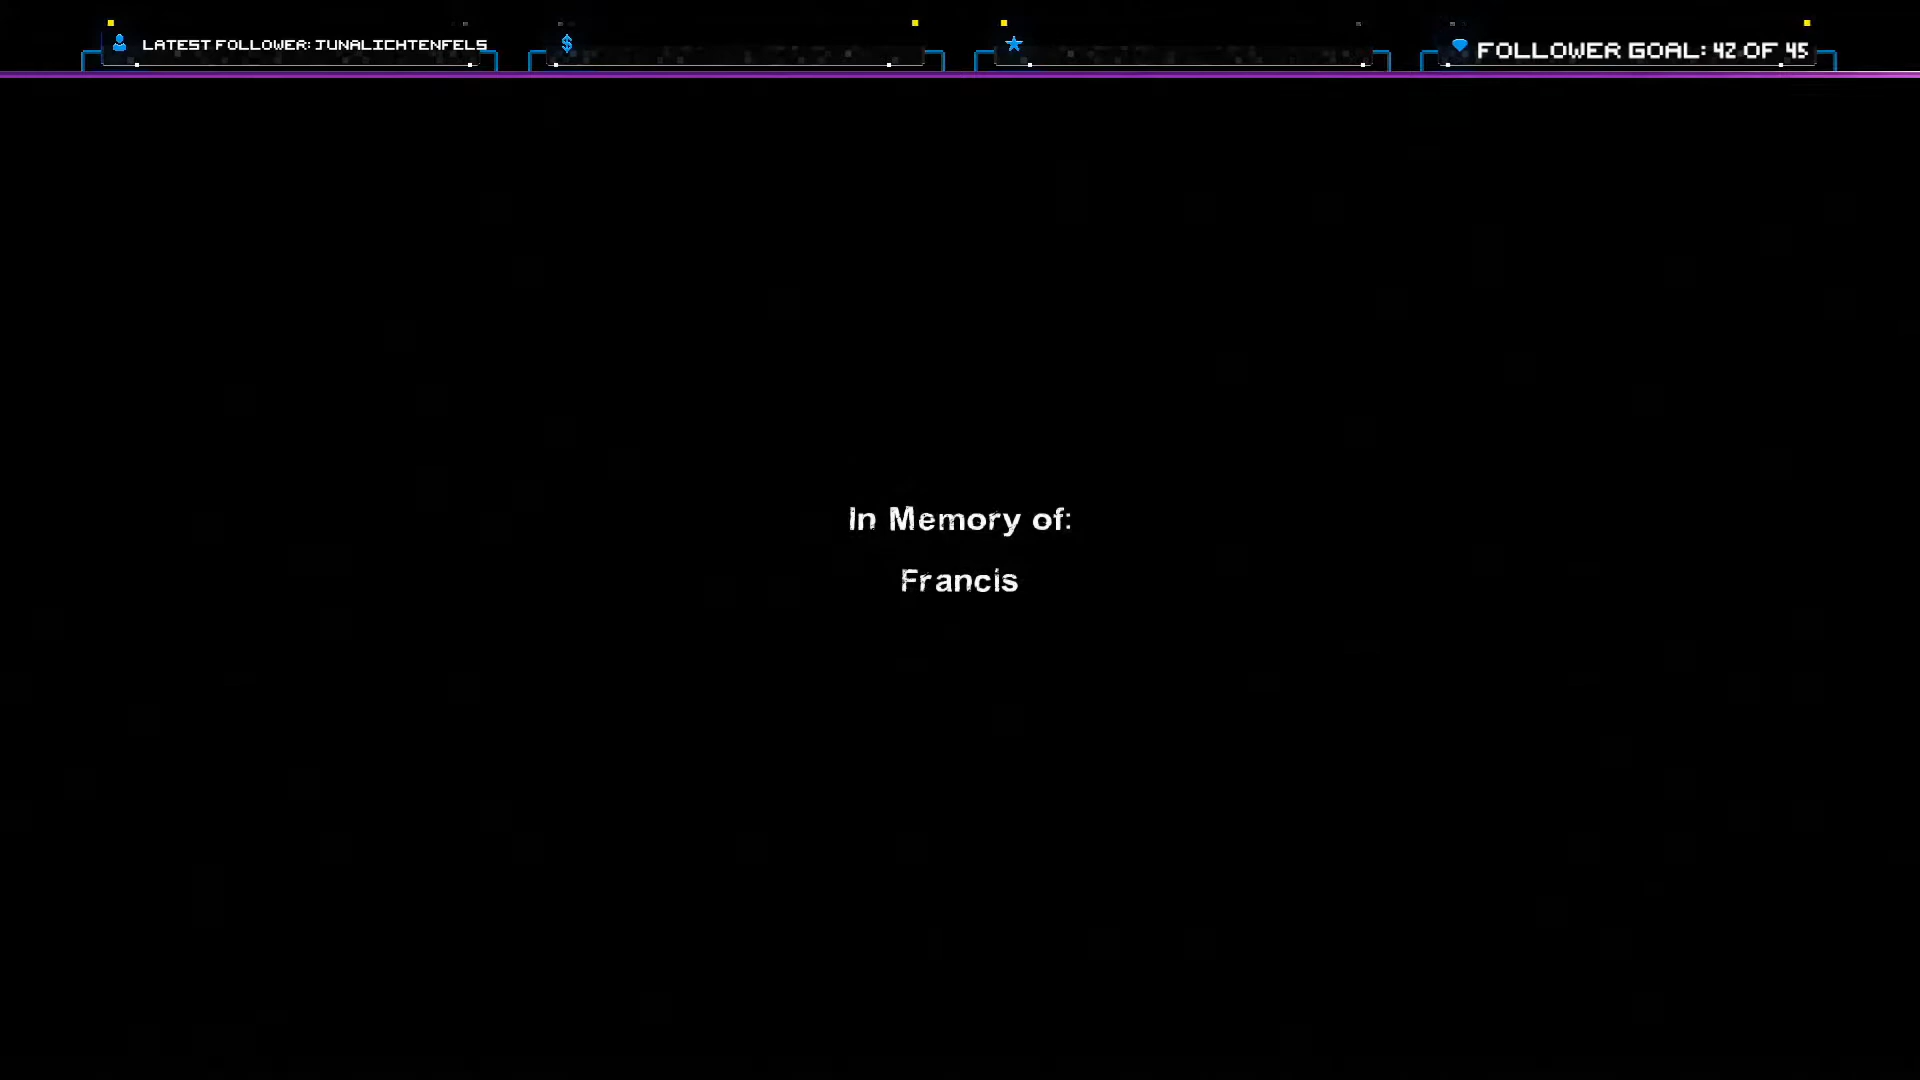 LATEST FOLLOWER: JUNALICHTENFELS
$
FOLLOWER GOAL: 42 OF 45
In Memory of:
Francis